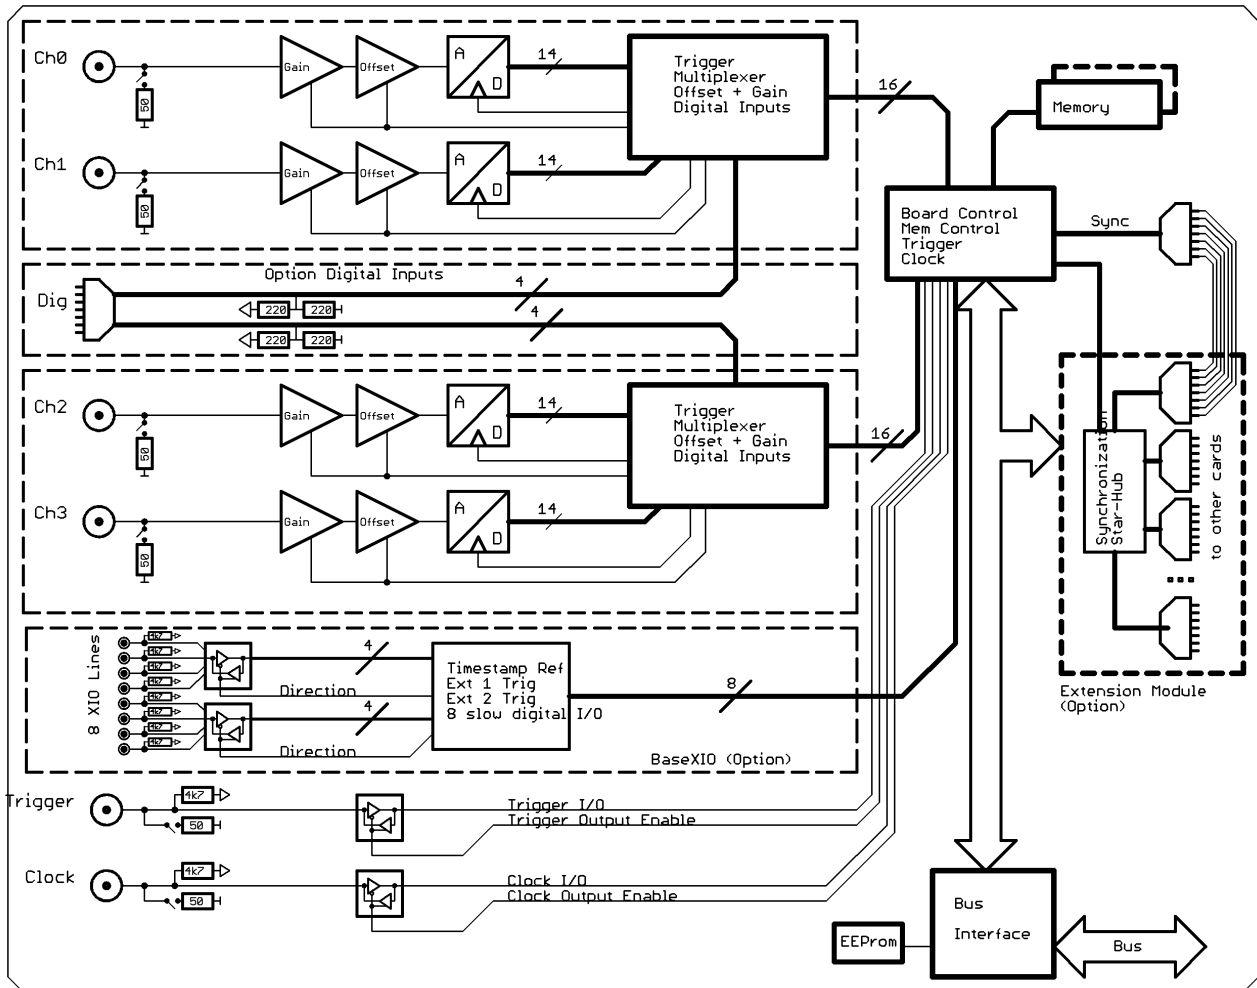 Ch0
50
Gain
Offset
A
D
14
Trigger
Multiplexer
Offset + Gain
Digital Inputs
16
Memory
Ch1
50
Gain
Offset
A
D
14
Board Control
Mem Control
Trigger
Clock
Sync
Option Digital Inputs
Dig
4
220
220
4
220
220
Ch2
50
Gain
Offset
A
D
14
Trigger
Multiplexer
Offset + Gain
Digital Inputs
16
Ch3
50
Gain
Offset
A
D
14
Synchronization
Star-Hub
to other cards
Extension Module
(Option)
8 XIO Lines
4k7
4k7
4k7
4k7
4k7
4k7
4k7
4k7
4
Direction
4
Direction
Timestamp Ref
Ext 1 Trig
Ext 2 Trig
8 slow digital I/O
8
BaseXIO (Option)
Trigger
4k7
50
Trigger I/O
Trigger Output Enable
Clock
4k7
50
Clock I/O
Clock Output Enable
EEProm
Bus
Interface
Bus